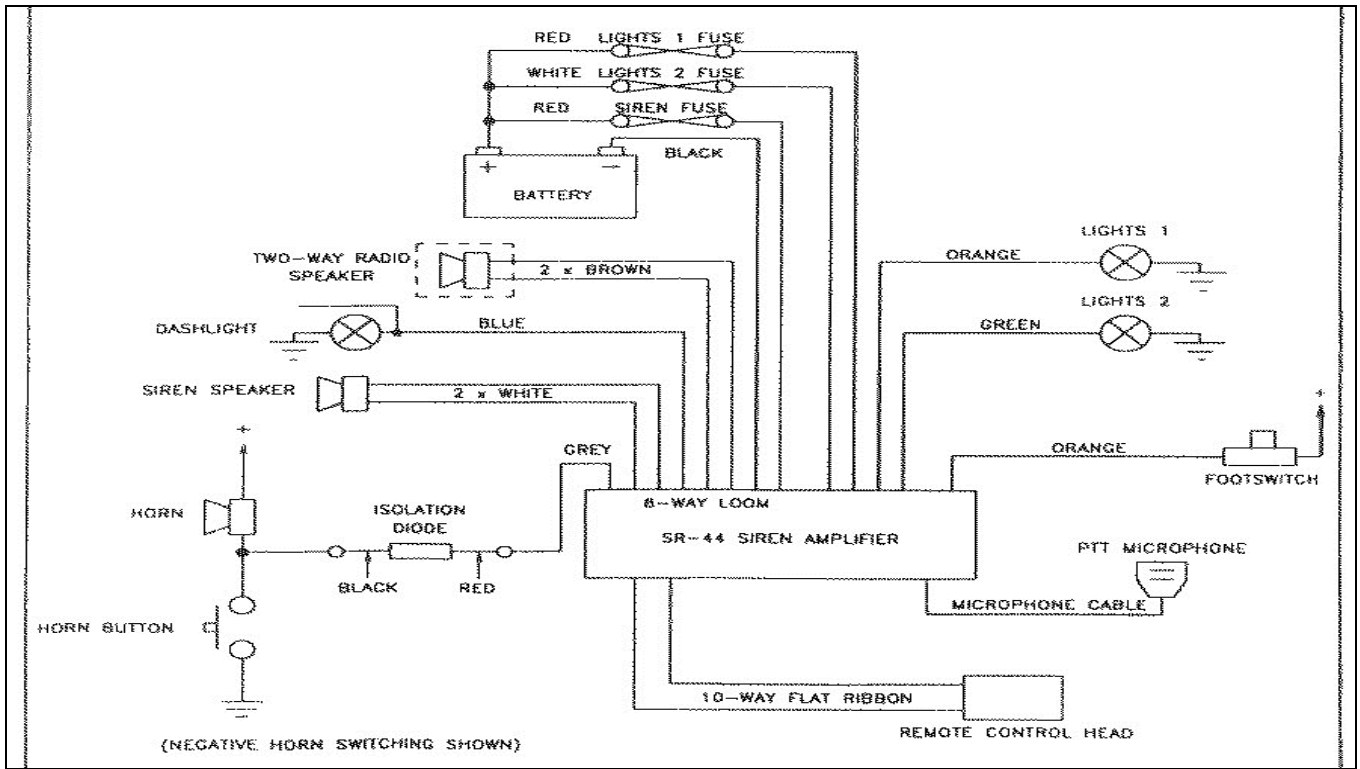 RED LIGHTS 1 FUSE
WHITE LIGHTS 2 FUSE
RED SIREN FUSE
BLACK
+ −
BATTERY
TWO-WAY RADIO
SPEAKER
2 x BROWN
DASHLIGHT
BLUE
SIREN SPEAKER
2 x WHITE
LIGHTS 1
ORANGE
LIGHTS 2
GREEN
+
ORANGE
FOOTSWITCH
+
GREY
HORN
ISOLATION
DIODE
BLACK
RED
8-WAY LOOM
SR-44 SIREN AMPLIFIER
PTT MICROPHONE
MICROPHONE CABLE
HORN BUTTON
10-WAY FLAT RIBBON
REMOTE CONTROL HEAD
(NEGATIVE HORN SWITCHING SHOWN)